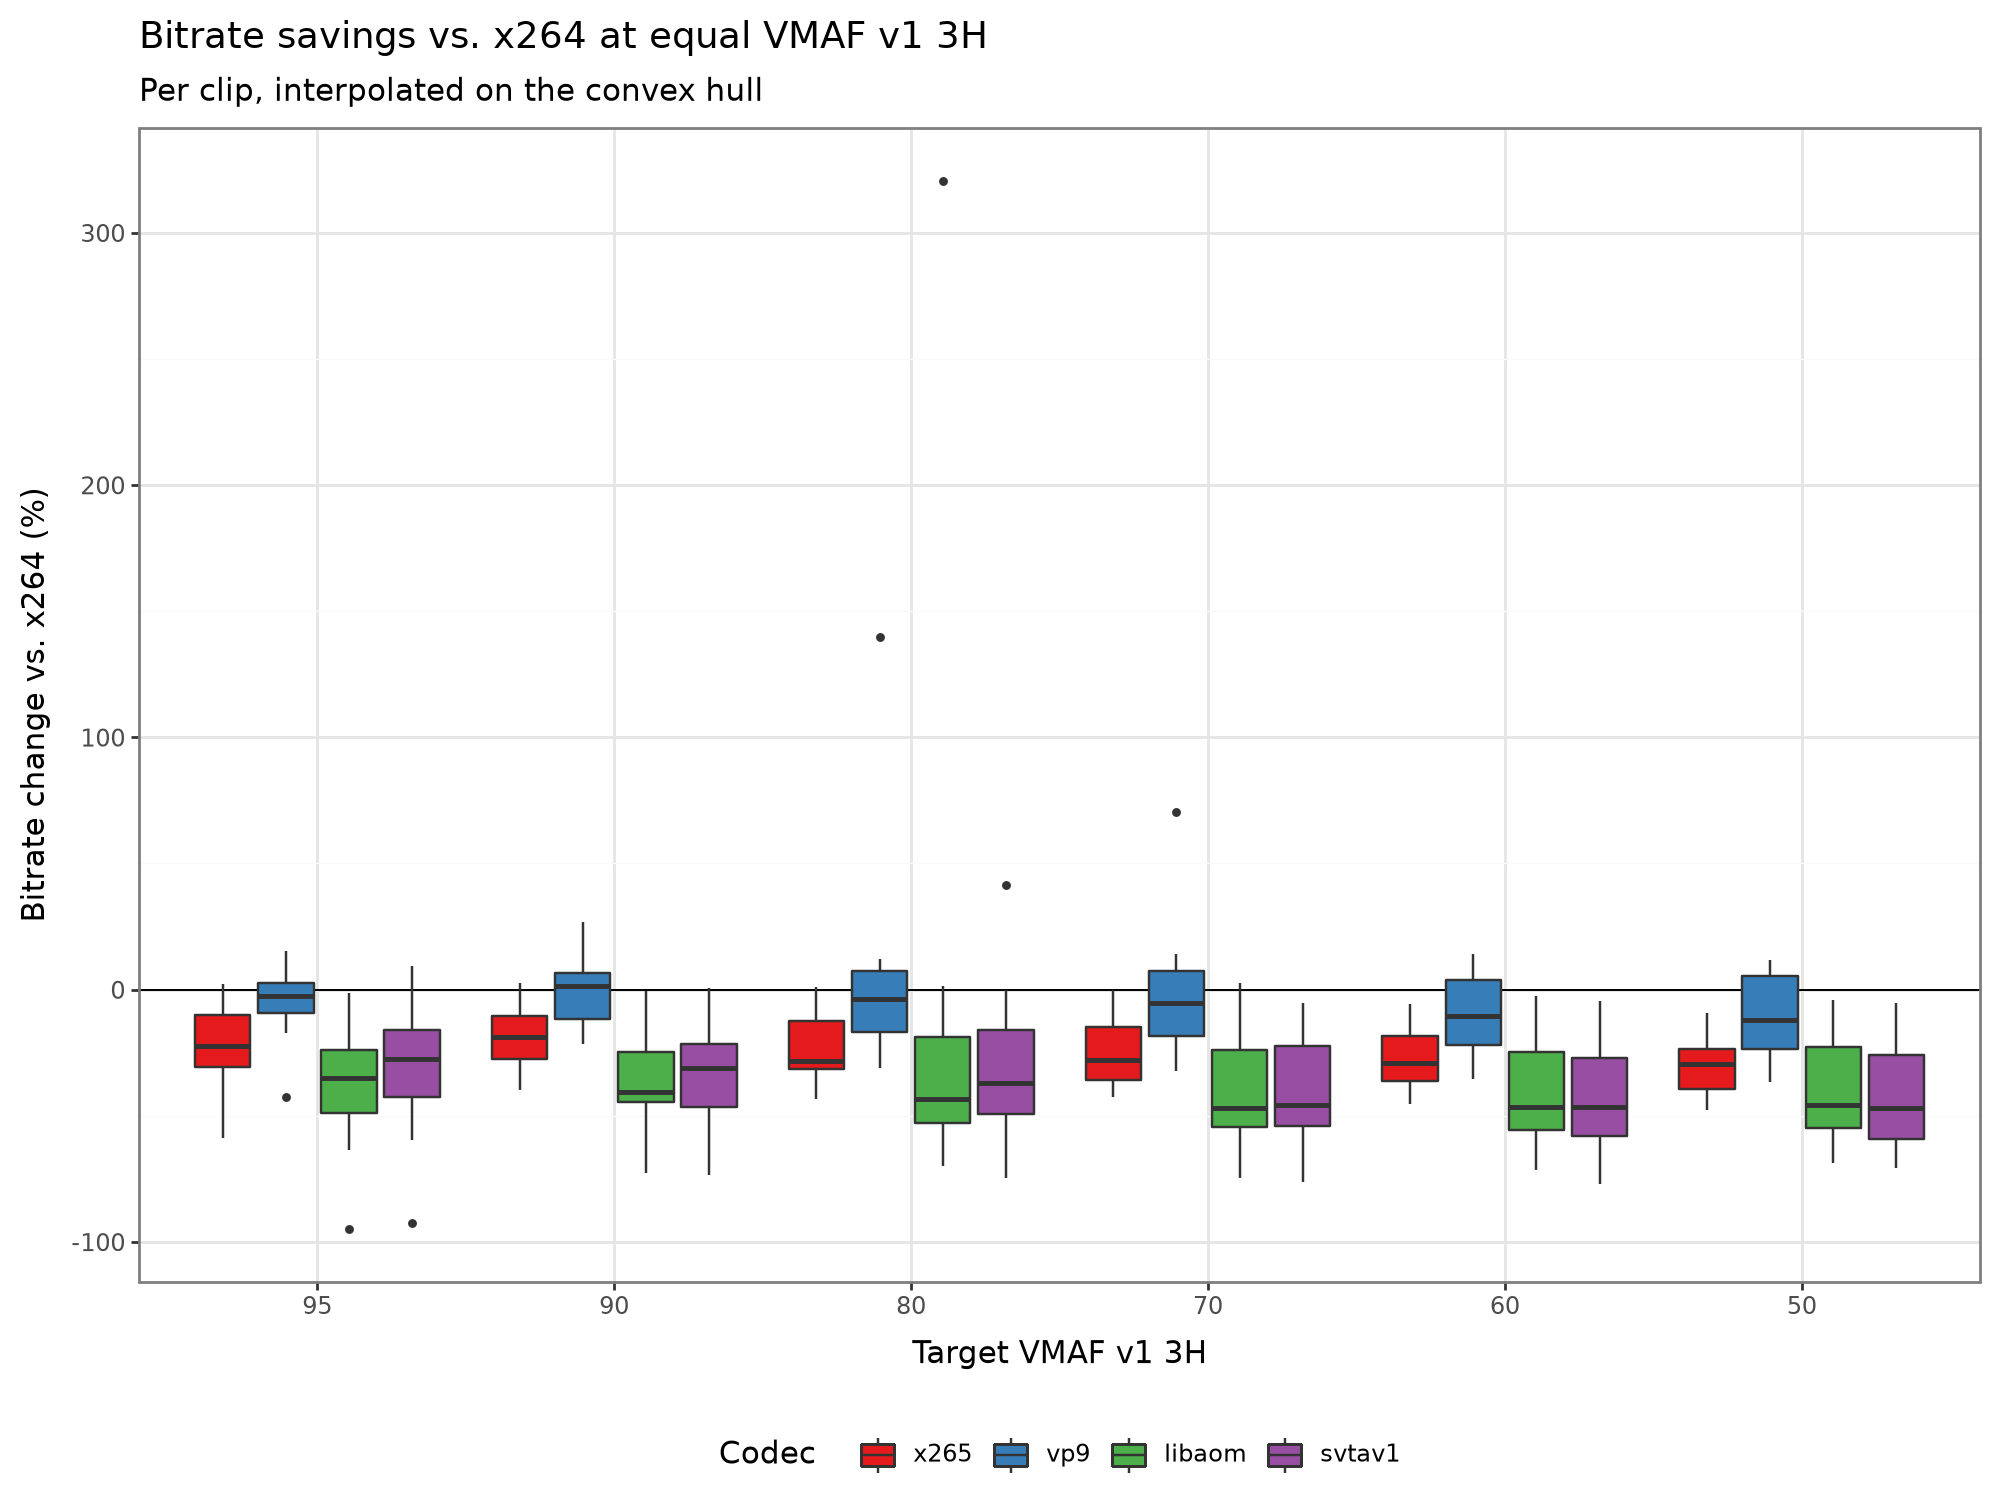 Bitrate savings vs. x264 at equal VMAF v1 3H
Per clip, interpolated on the convex hull
Bitrate change vs. x264 (%)
300
200
100
0
-100
95 90 80 70 60 50
Target VMAF v1 3H
Codec x265 vp9 libaom svtav1